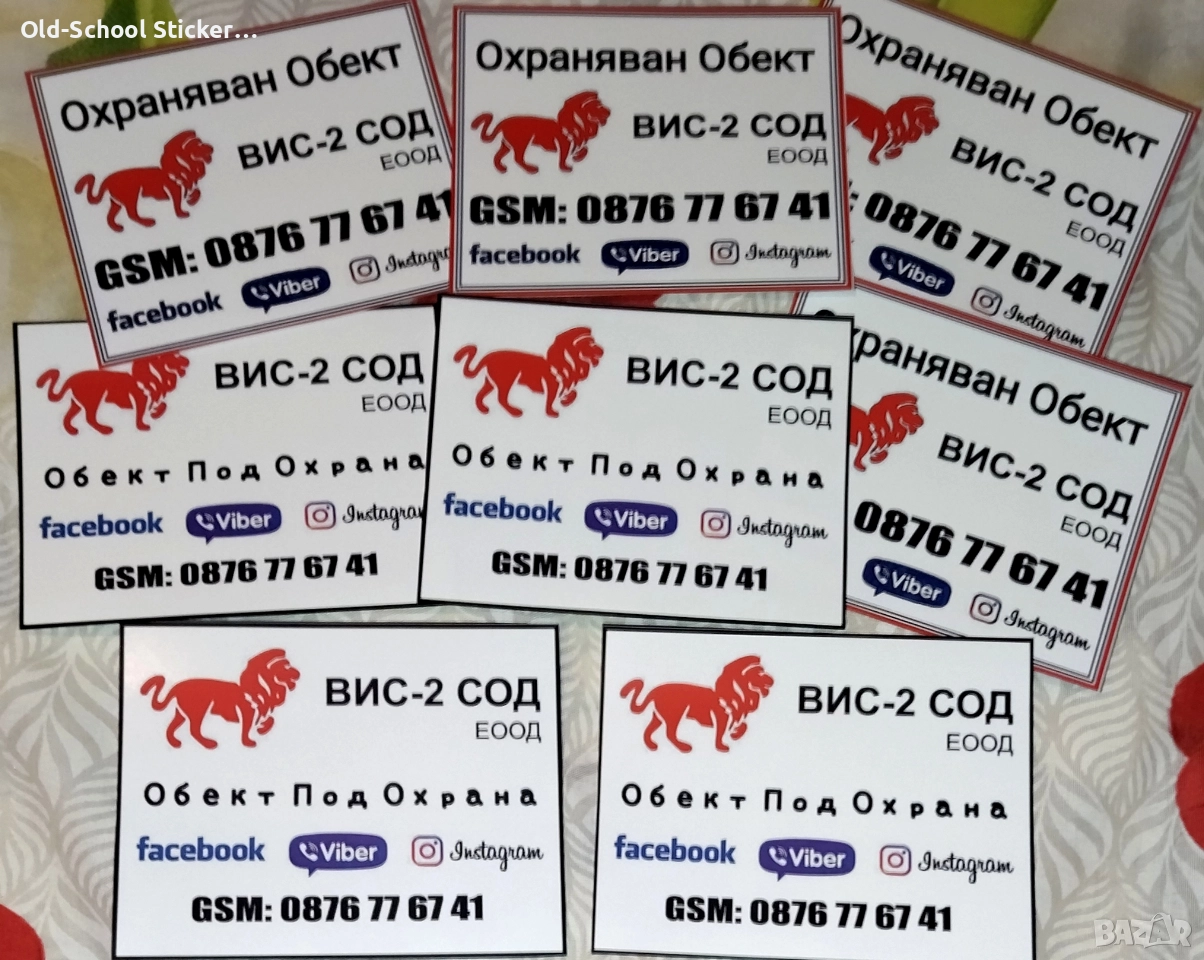 Old-School Sticker...
Охраняван Обект
ВИС-2 СОД
ЕООД
GSM: 0876 77 67 41
facebook Viber Instagra
Охраняван Обект
ВИС-2 СОД
ЕООД
GSM: 0876 77 67 41
facebook Viber Instagram
Охраняван Обект
ВИС-2 СОД
ЕООД
: 0876 77 67 41
Viber Instagram
ВИС-2 СОД
ЕООД
Обект Под Охрана
facebook Viber Instagram
GSM: 0876 77 67 41
ВИС-2 СОД
ЕООД
Обект Под Охрана
facebook Viber Instagram
GSM: 0876 77 67 41
Охраняван Обект
ВИС-2 СОД
ЕООД
0876 77 67 41
Viber Instagram
ВИС-2 СОД
ЕООД
Обект Под Охрана
facebook Viber Instagram
GSM: 0876 77 67 41
ВИС-2 СОД
ЕООД
Обект Под Охрана
facebook Viber Instagram
GSM: 0876 77 67 41
BAZAR